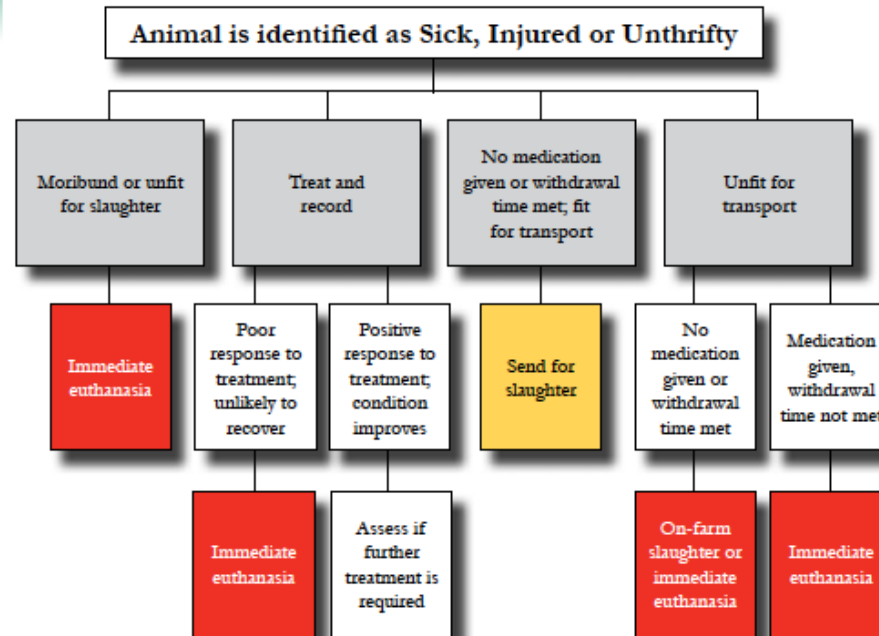 Animal is identified as Sick, Injured or Unthrifty
Moribund or unfit
for slaughter
Treat and
record
No medication
given or withdrawal
time met; fit
for transport
Unfit for
transport
Immediate
euthanasia
Poor
response to
treatment;
unlikely to
recover
Positive
response to
treatment;
condition
improves
Send for
slaughter
No
medication
given or
withdrawal
time met
Medication
given,
withdrawal
time not met
Immediate
euthanasia
Assess if
further
treatment is
required
On-farm
slaughter or
immediate
euthanasia
Immediate
euthanasia